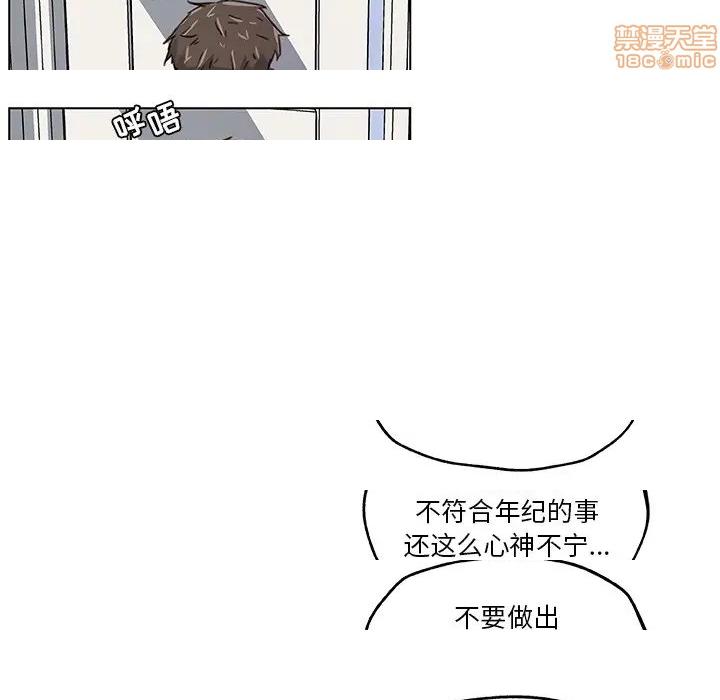 禁漫天堂
18comic
呼唔
不符合年纪的事
还这么心神不宁...
不要做出